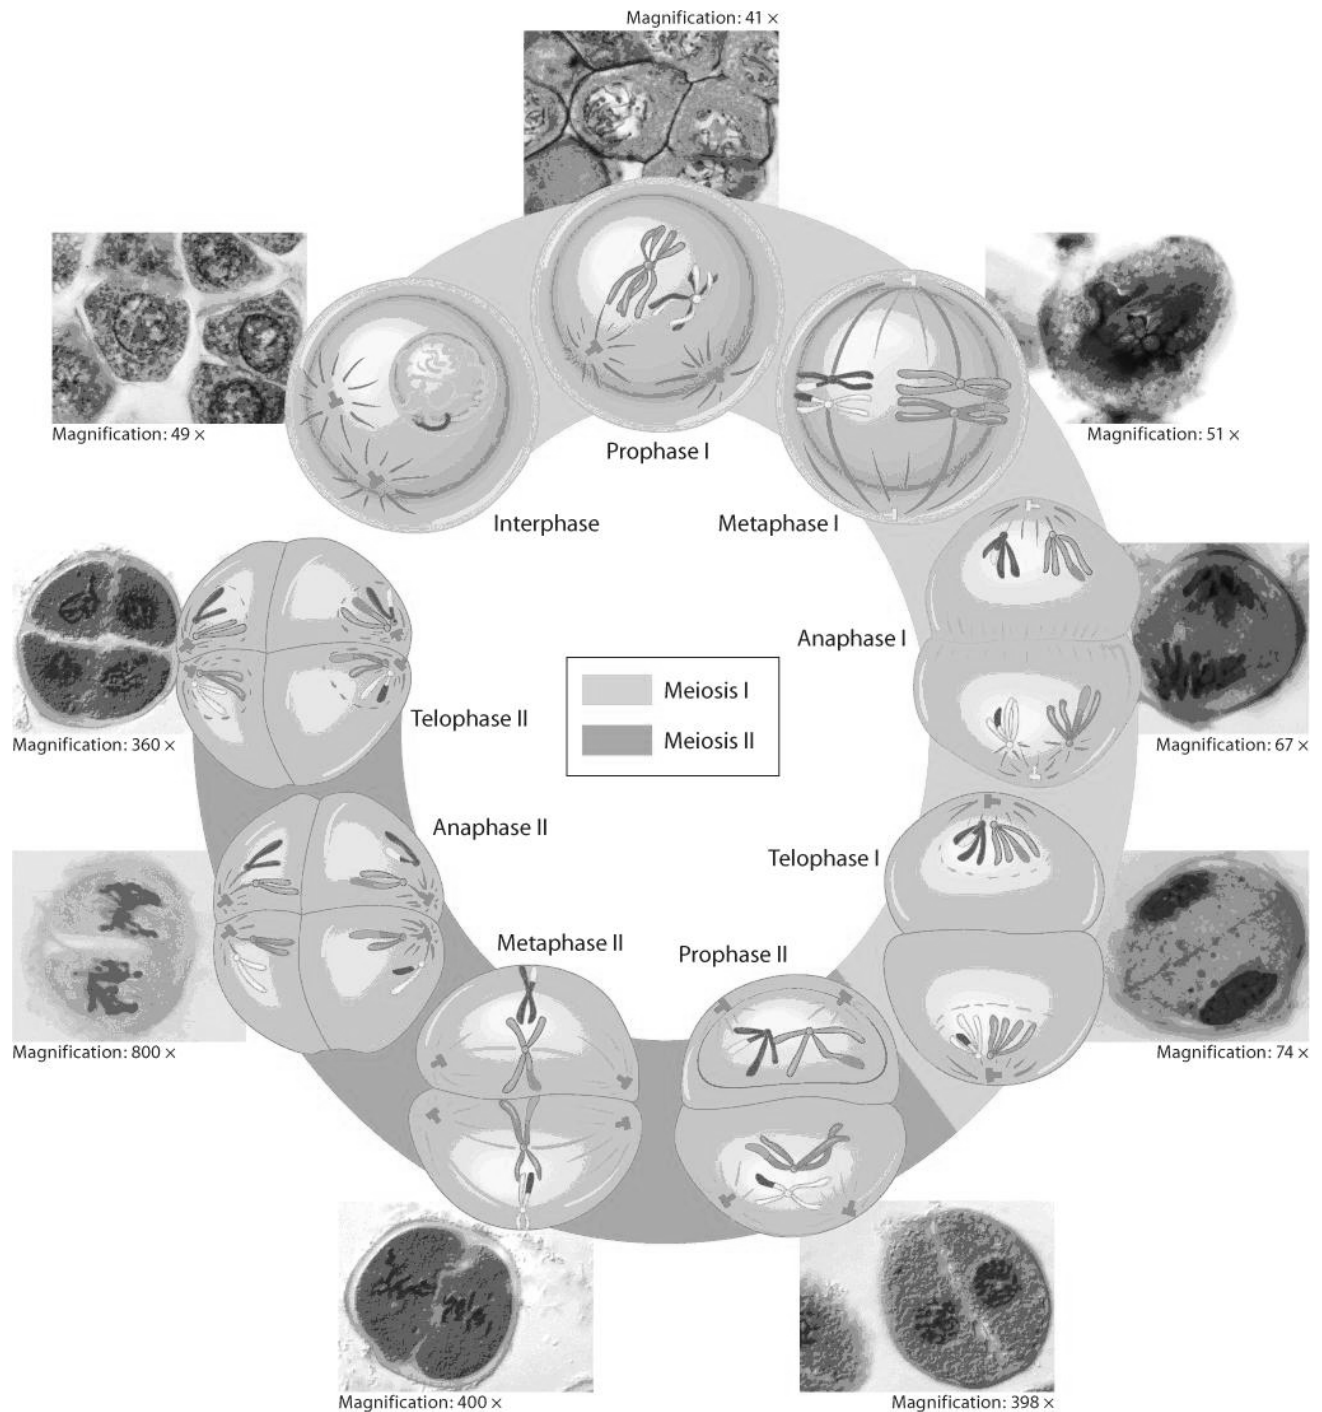 Magnification: 41 ×
Magnification: 49 ×
Magnification: 51 ×
Prophase I
Interphase
Metaphase I
Anaphase I
Magnification: 67 ×
Telophase I
Magnification: 74 ×
Prophase II
Magnification: 398 ×
Metaphase II
Magnification: 400 ×
Anaphase II
Magnification: 800 ×
Telophase II
Magnification: 360 ×
Meiosis I
Meiosis II